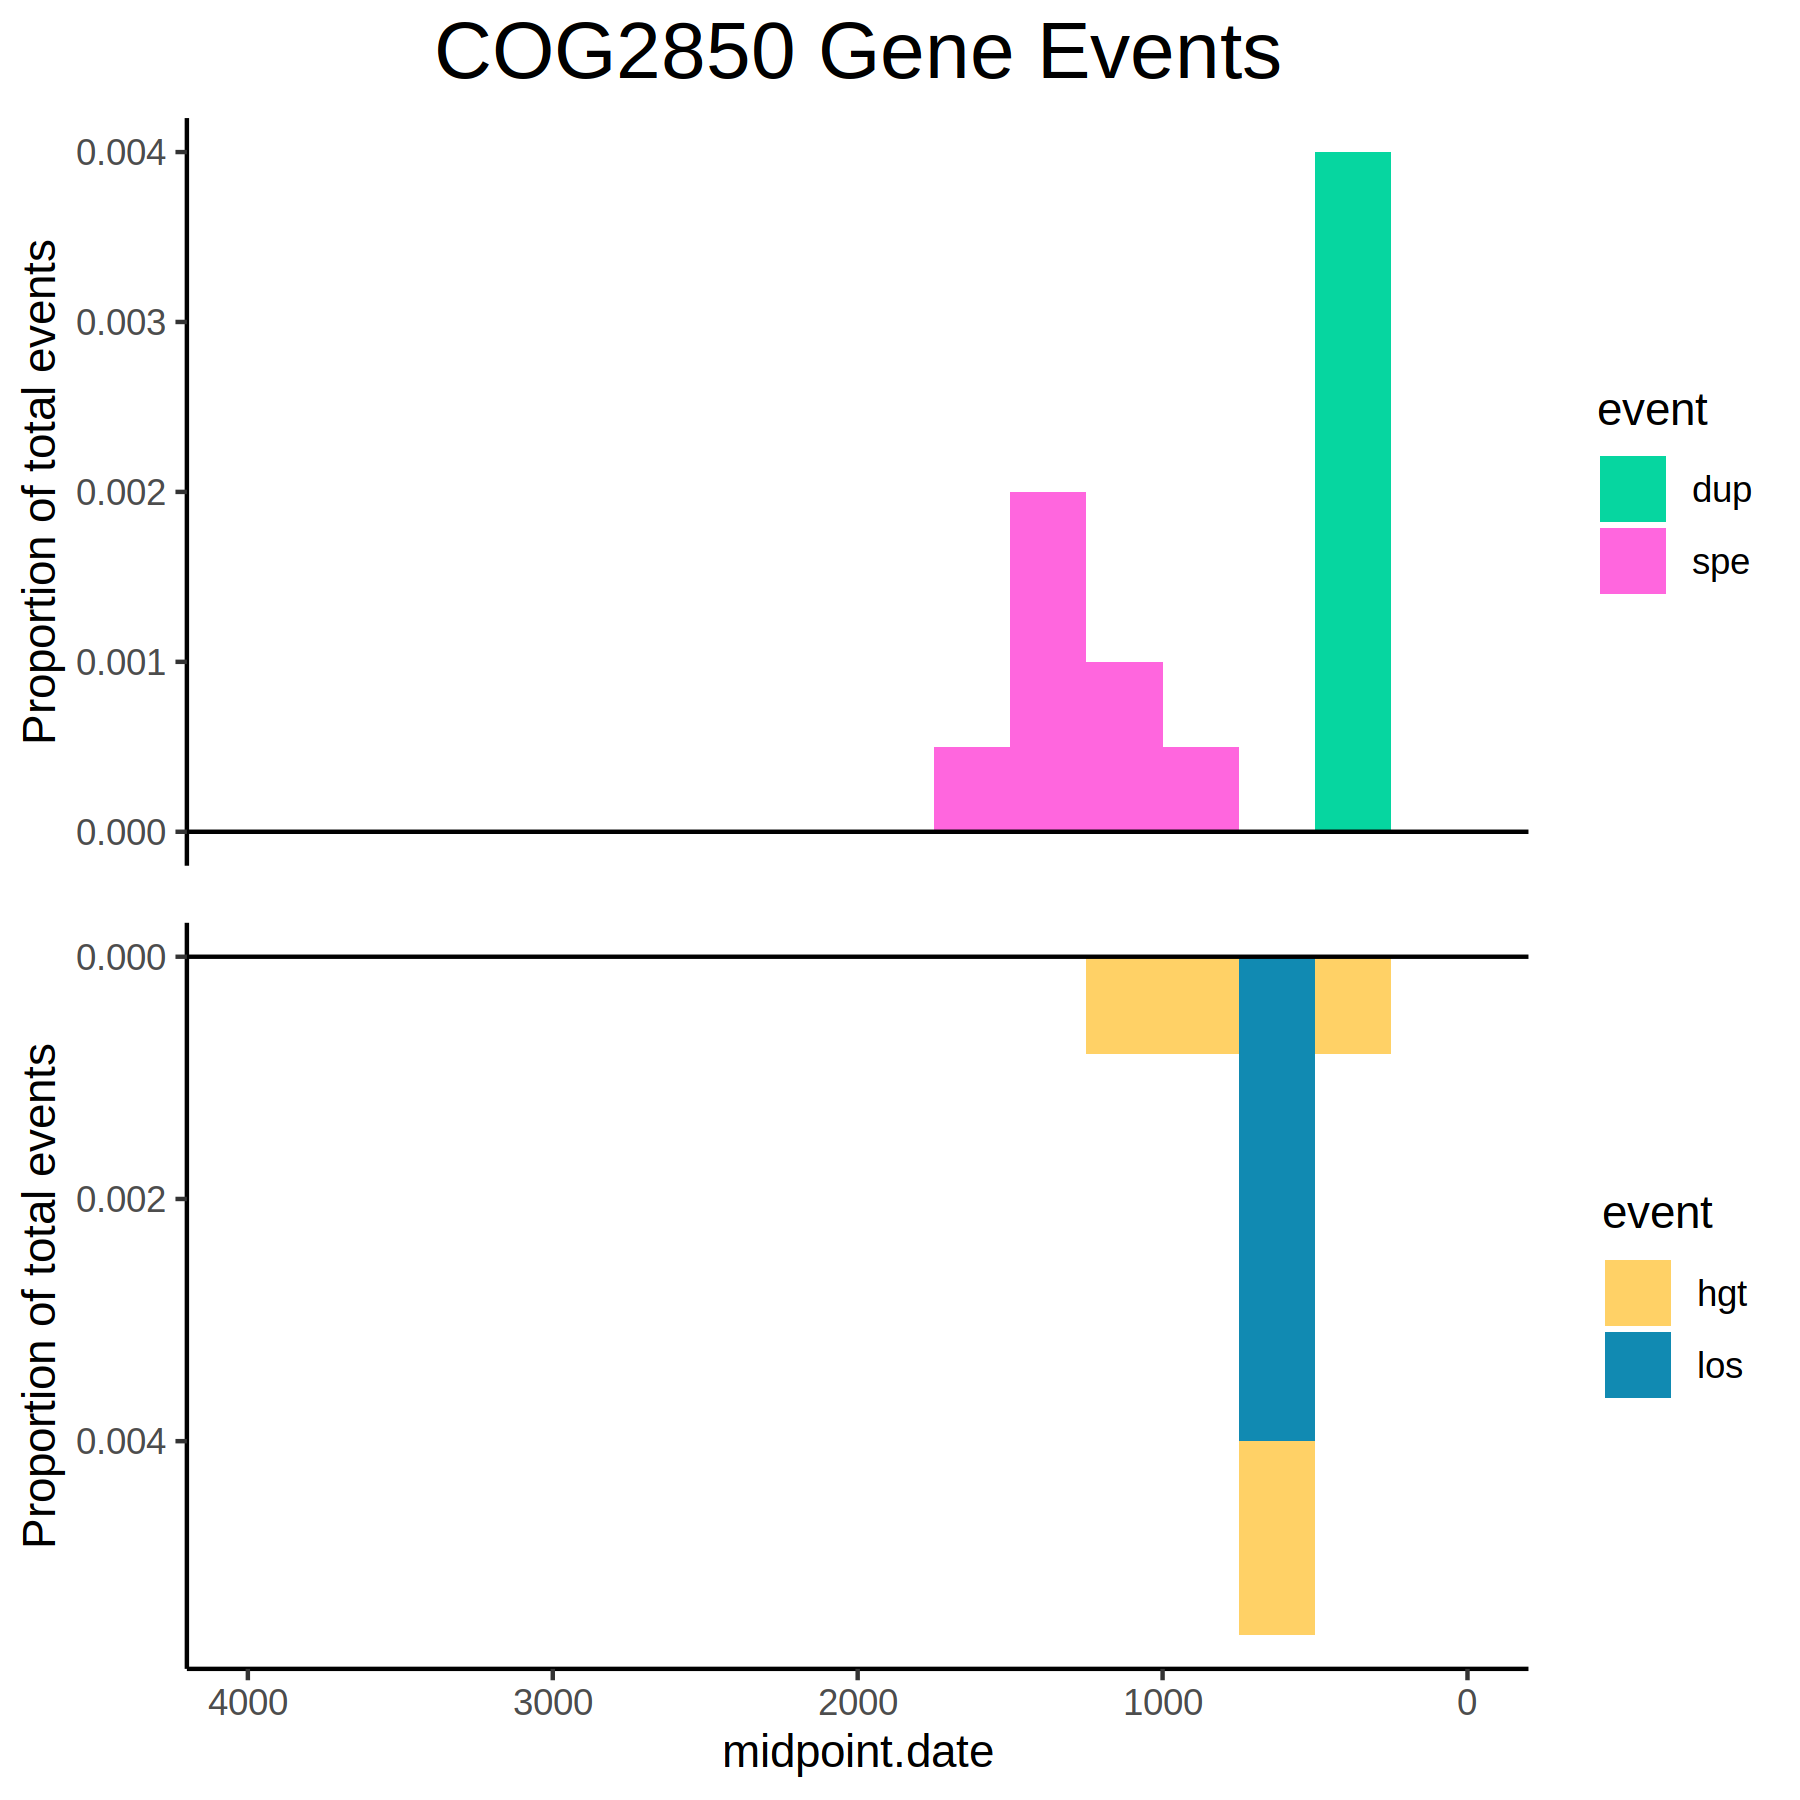 COG2850 Gene Events
Proportion of total events
0.004
0.003
0.002
0.001
0.000
event
dup
spe
Proportion of total events
0.000
0.002
0.004
event
hgt
los
4000 3000 2000 1000 0
midpoint.date